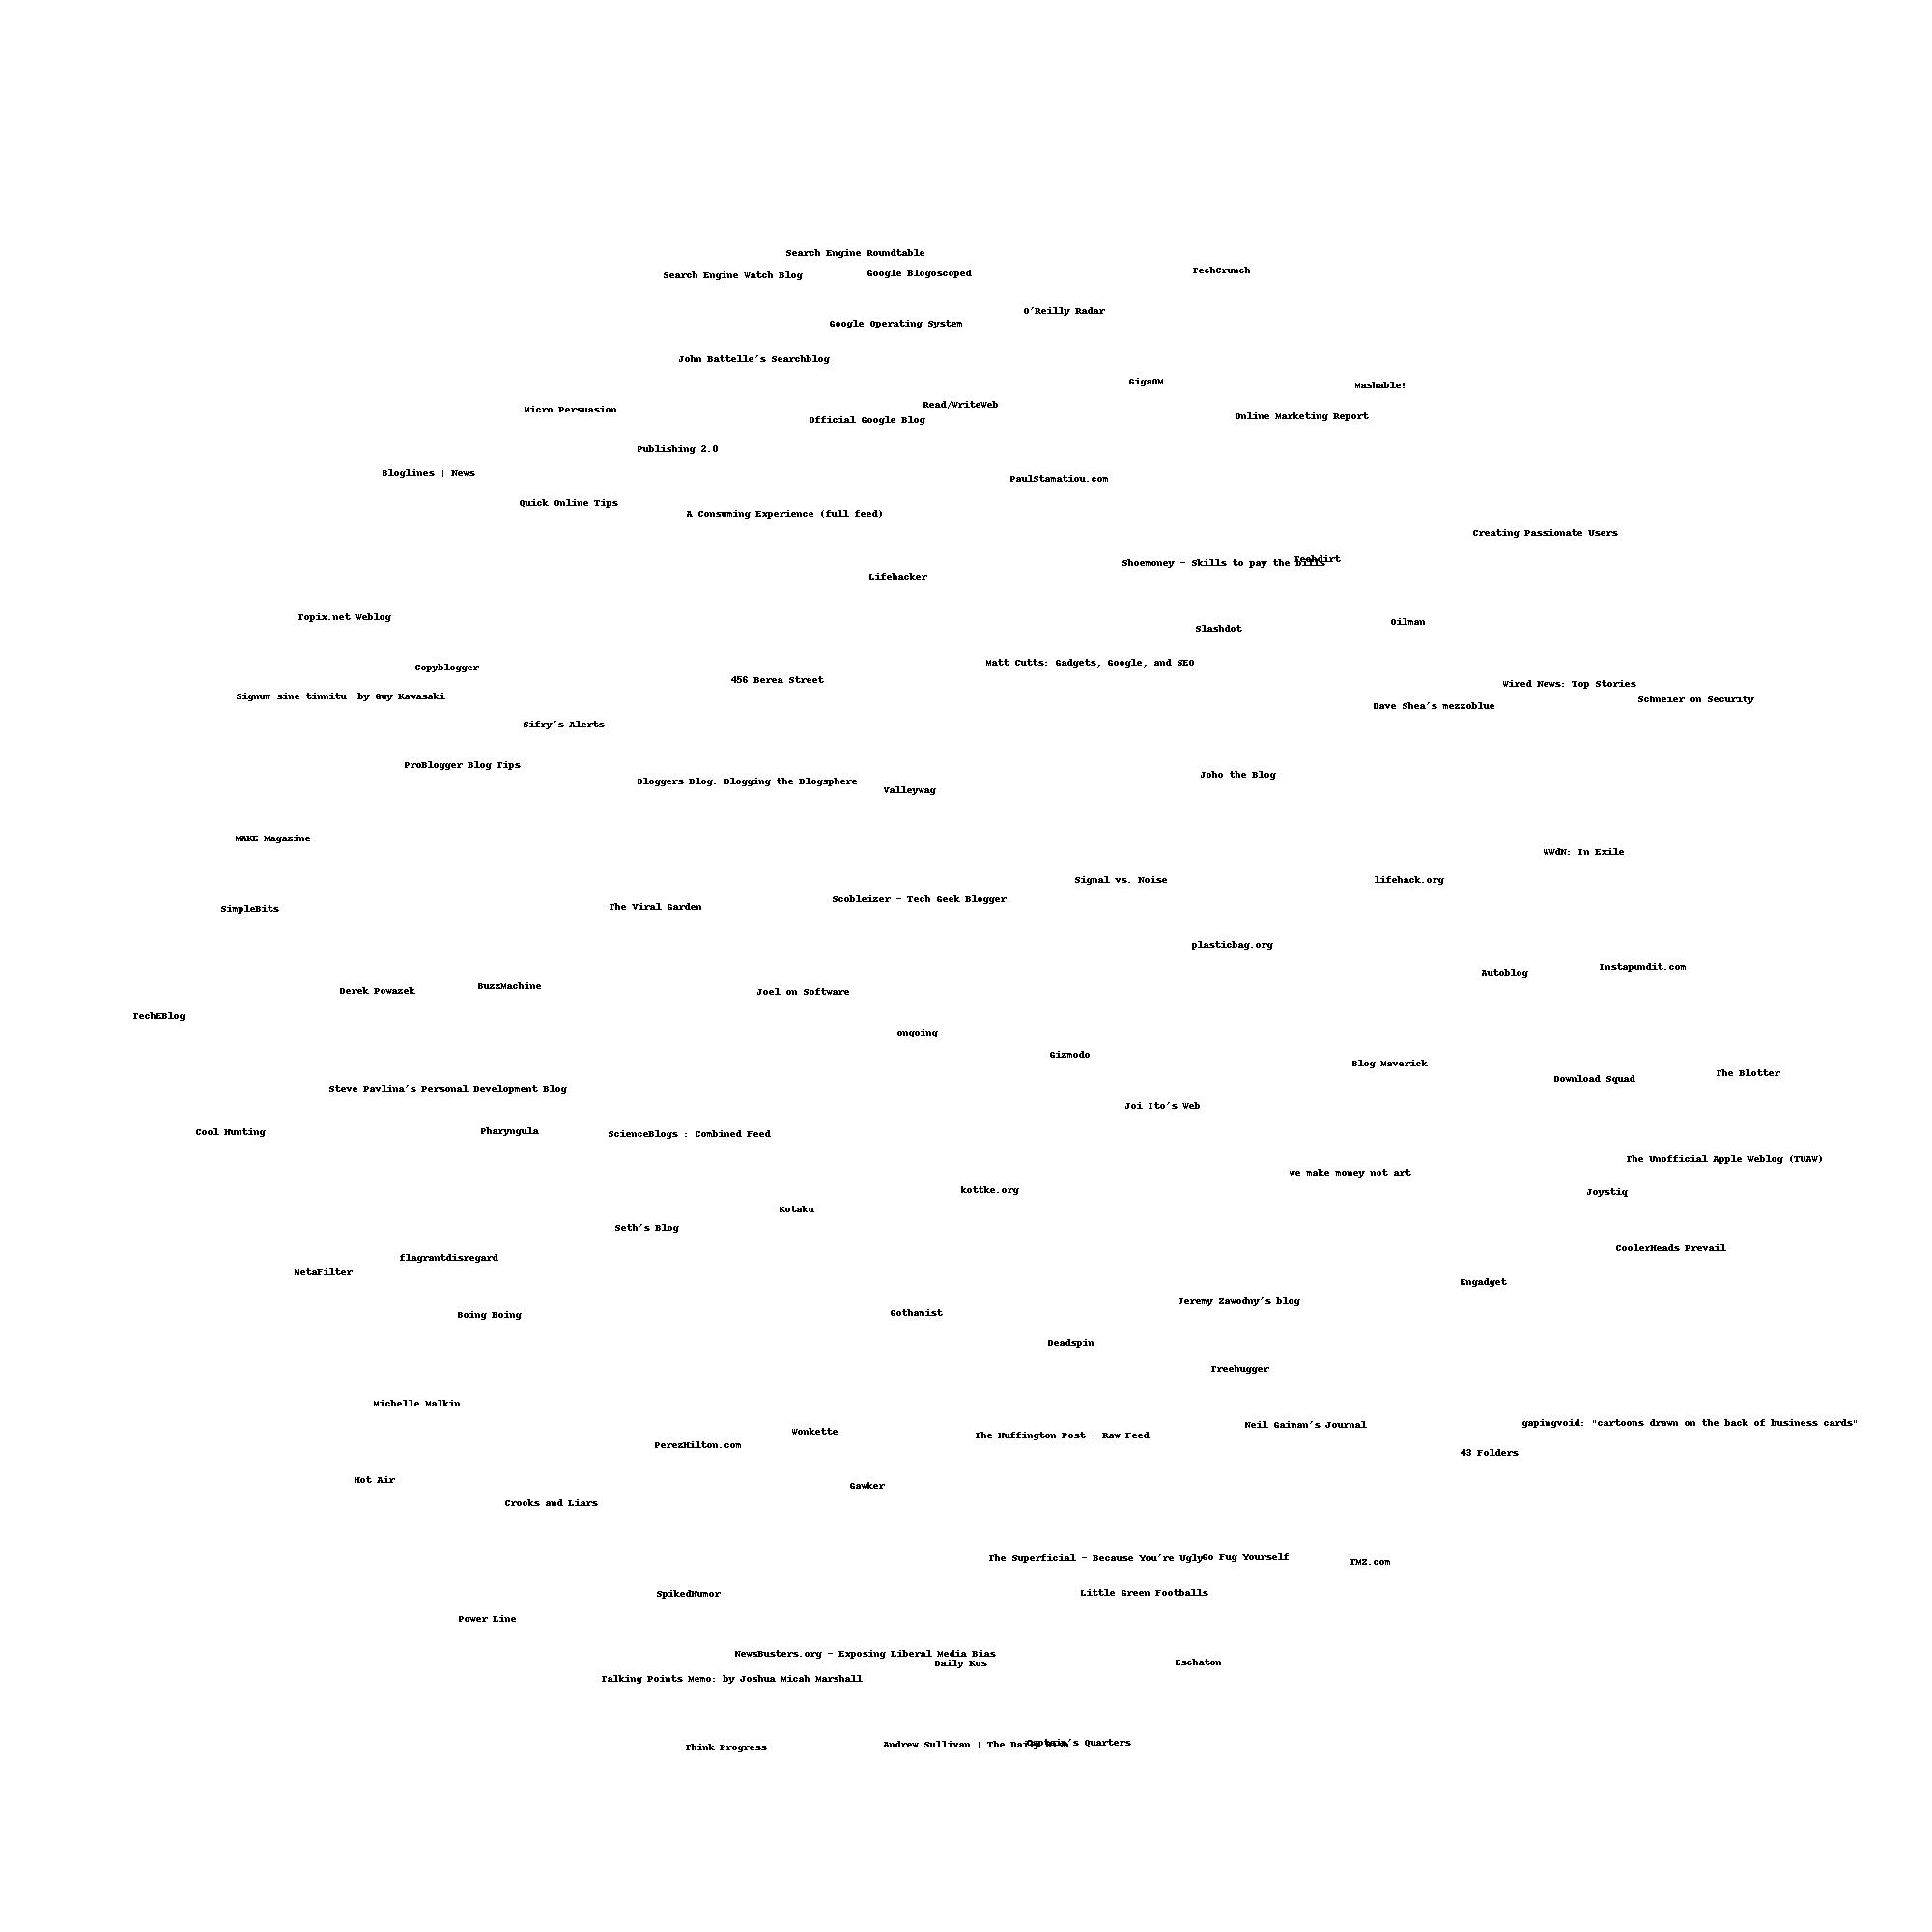 Search Engine Roundtable
TechCrunch
Google Blogoscped
Search Engine Watch Blog
O'Reilly Radar
Google Operating System
John Battelle's Searchblog
GigaOM
Mashable!
Read/WriteWeb
Micro Persuasion
Online Marketing Report
Official Google Blog
Publishing 2.0
Bloglines | News
PaulStamatiou.com
Quick Online Tips
A Consuming Experience (full feed)
Creating Passionate Users
Techdirt
Shoemoney - Skills to pay the bills
Lifehacker
Topix.net Weblog
Oilman
Slashdot
Matt Cutts: Gadgets, Google, and SEO
Copyblogger
456 Berea Street
Wired News: Top Stories
Signum sine tinnitu--by Guy Kawasaki
Schneier on Security
Dave Shea's mezzoblue
Sifry's Alerts
ProBlogger Blog Tips
Joho the Blog
Bloggers Blog: Blogging the Blogsphere
Valleywag
MAKE Magazine
WWdN: In Exile
Signal vs. Noise
lifehack.org
Scobleizer - Tech Geek Blogger
The Viral Garden
SimpleBits
plasticbag.org
Instapundit.com
Autoblog
BuzzMachine
Derek Powazek
Joel on Software
TechEBlog
ongoing
Gizmodo
Blog Maverick
The Blotter
Download Squad
Steve Pavlina's Personal Development Blog
Joi Ito's Web
Cool Hunting
Pharyngula
ScienceBlogs : Combined Feed
The Unofficial Apple Weblog (TUAW)
we make money not art
kottke.org
Joystiq
Kotaku
Seth's Blog
CoolerHeads Prevail
flagrantdisregard
MetaFilter
Engadget
Jeremy Zawodny's blog
Gothamist
Boing Boing
Deadspin
Treehugger
Michelle Malkin
gapingvoid: "cartoons drawn on the back of business cards"
Neil Gaiman's Journal
Wonkette
The Huffington Post | Raw Feed
PerezHilton.com
43 Folders
Hot Air
Gawker
Crooks and Liars
The Superficial - Because You're Ugly
Go Fug Yourself
TMZ.com
Little Green Footballs
SpikedHumor
Power Line
NewsBusters.org - Exposing Liberal Media Bias
Eschaton
Daily Kos
Talking Points Memo: by Joshua Micah Marshall
Captain's Quarters
Andrew Sullivan | The Daily Dish
Think Progress